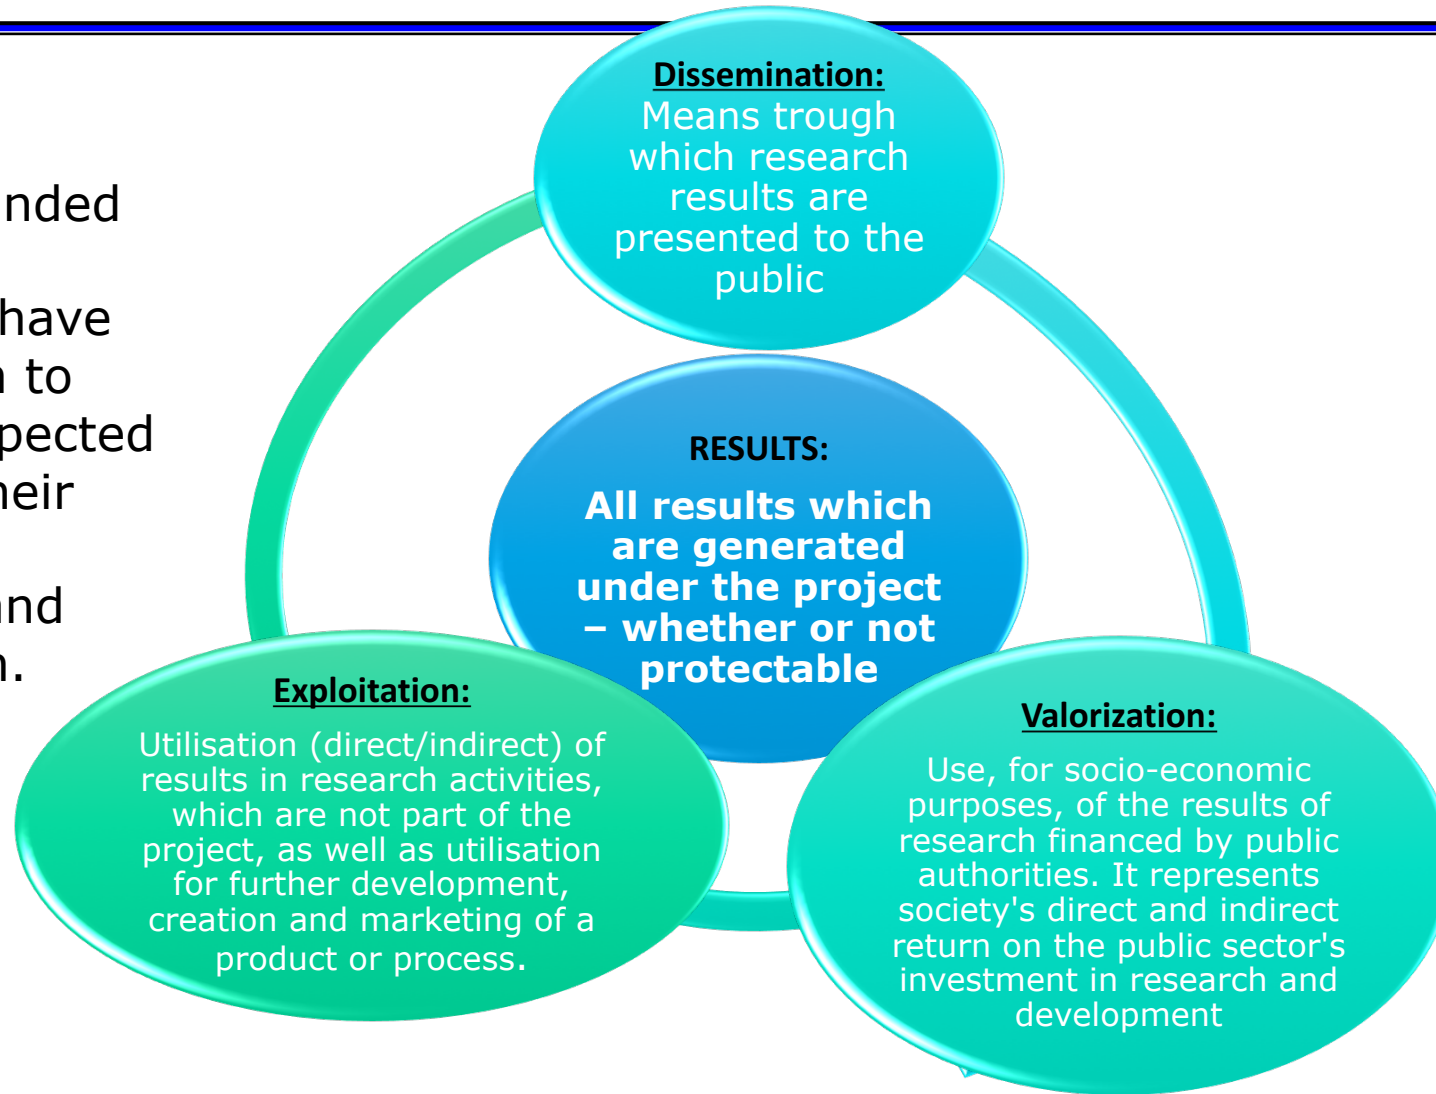 Dissemination:
Means trough
which research
results are
presented to the
public
have
to
and
RESULTS:
All results which
are generated
under the project
– whether or not
protectable
Exploitation:
Utilisation (direct/indirect) of
results in research activities,
which are not part of the
project, as well as utilisation
for further development,
creation and marketing of a
product or process.
Valorization:
Use, for socio-economic
purposes, of the results of
research financed by public
authorities. It represents
society's direct and indirect
return on the public sector's
investment in research and
development